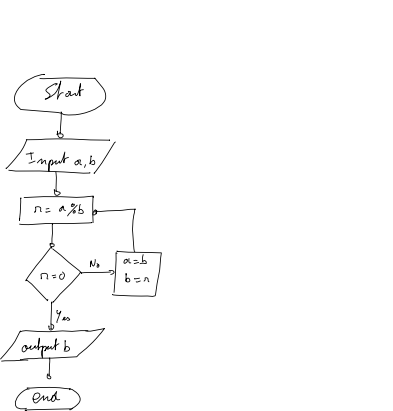 Start
Input a,b
r = a%b
r=0
No
a=b
b=r
Yes
output b
end